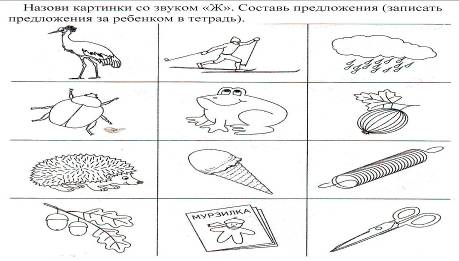 Назови картинки со звуком «Ж». Составь предложения (записать
предложения за ребенком в тетрадь).
МУРЗИЛКА